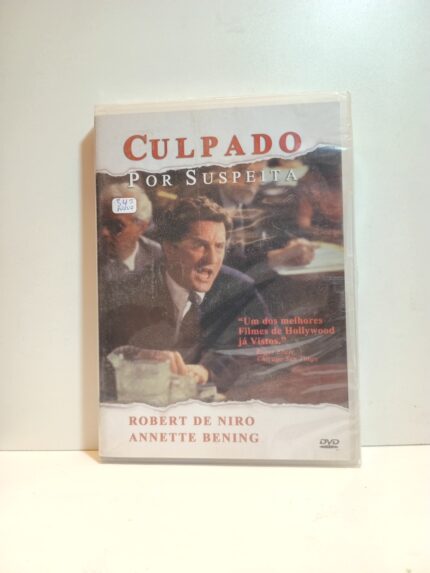 CULPADO
POR SUSPEITA
"Um dos melhores
Filmes de Hollywood
já Vistos."
ROBERT DE NIRO
ANNETTE BENING
DVD